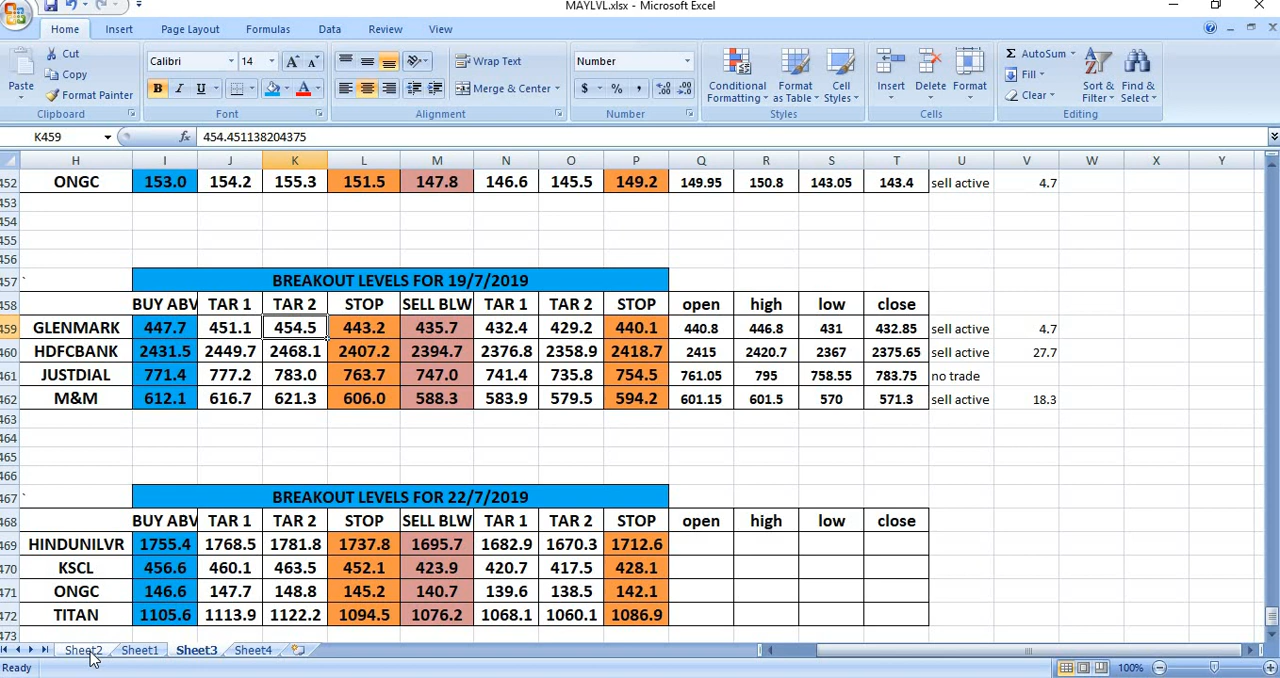 MAYLVL.xlsx - Microsoft Excel
Home Insert Page Layout Formulas Data Review View
Paste Cut Copy Format Painter Clipboard
Calibri 14 A A B I U A Font
Wrap Text Merge & Center Alignment
Number $ % , .0 .00 .00 .0 Number
Conditional Formatting Format as Table Cell Styles Styles
Insert Delete Format Cells
Σ AutoSum Fill Clear Sort & Filter Find & Select Editing
K459 fx 454.451138204375
H I J K L M N O P Q R S T U V W X Y
452 ONGC 153.0 154.2 155.3 151.5 147.8 146.6 145.5 149.2 149.95 150.8 143.05 143.4 sell active 4.7
453
454
455
456
457 ` BREAKOUT LEVELS FOR 19/7/2019
458 BUY ABV TAR 1 TAR 2 STOP SELL BLW TAR 1 TAR 2 STOP open high low close
459 GLENMARK 447.7 451.1 454.5 443.2 435.7 432.4 429.2 440.1 440.8 446.8 431 432.85 sell active 4.7
460 HDFCBANK 2431.5 2449.7 2468.1 2407.2 2394.7 2376.8 2358.9 2418.7 2415 2420.7 2367 2375.65 sell active 27.7
461 JUSTDIAL 771.4 777.2 783.0 763.7 747.0 741.4 735.8 754.5 761.05 795 758.55 783.75 no trade
462 M&M 612.1 616.7 621.3 606.0 588.3 583.9 579.5 594.2 601.15 601.5 570 571.3 sell active 18.3
463
464
465
466
467 ` BREAKOUT LEVELS FOR 22/7/2019
468 BUY ABV TAR 1 TAR 2 STOP SELL BLW TAR 1 TAR 2 STOP open high low close
469 HINDUNILVR 1755.4 1768.5 1781.8 1737.8 1695.7 1682.9 1670.3 1712.6
470 KSCL 456.6 460.1 463.5 452.1 423.9 420.7 417.5 428.1
471 ONGC 146.6 147.7 148.8 145.2 140.7 139.6 138.5 142.1
472 TITAN 1105.6 1113.9 1122.2 1094.5 1076.2 1068.1 1060.1 1086.9
473
Sheet2 Sheet1 Sheet3 Sheet4
Ready 100%